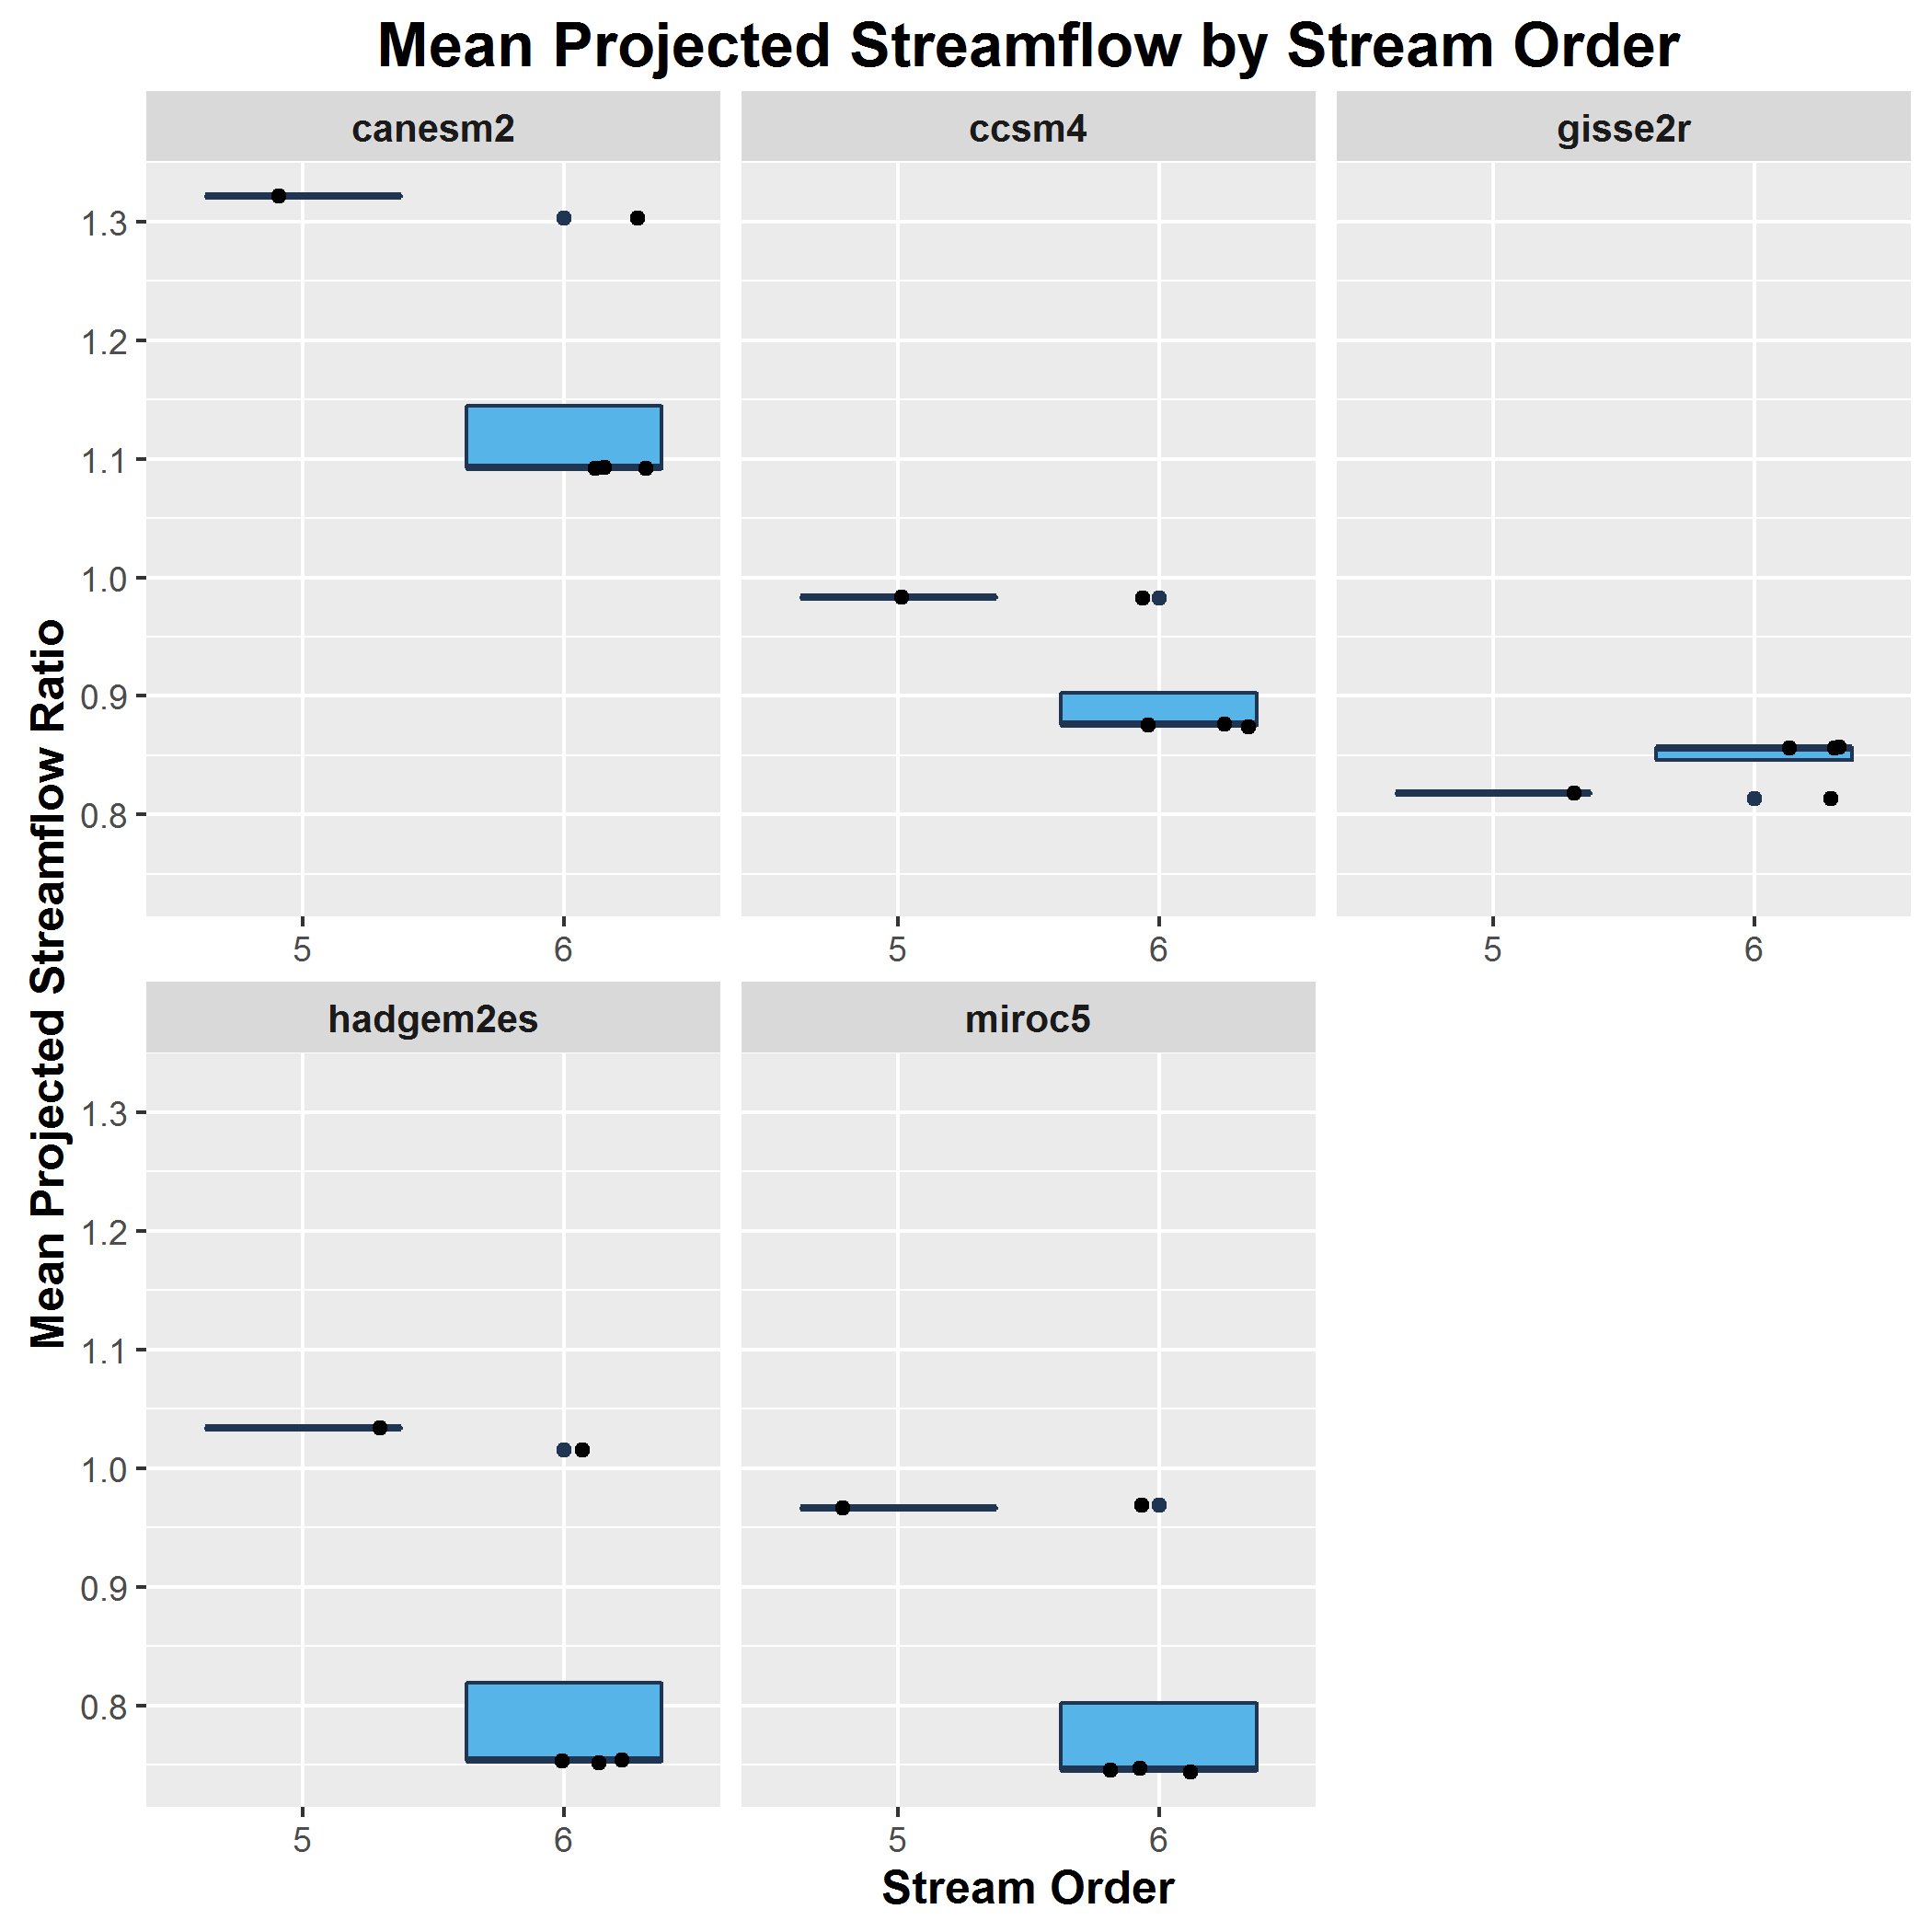 Mean Projected Streamflow by Stream Order
canesm2
ccsm4
gisse2r
1.3
1.2
1.1
1.0
0.9
0.8
5
6
5
6
5
6
Mean Projected Streamflow Ratio
hadgem2es
miroc5
1.3
1.2
1.1
1.0
0.9
0.8
5
6
5
6
Stream Order